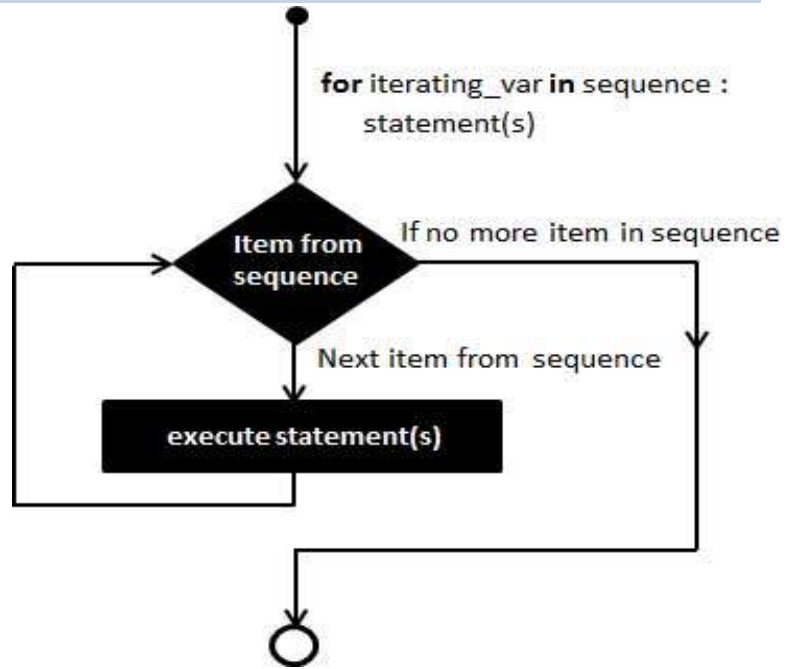 for iterating_var in sequence :
statement(s)
If no more item in sequence
Item from
sequence
Next item from sequence
execute statement(s)